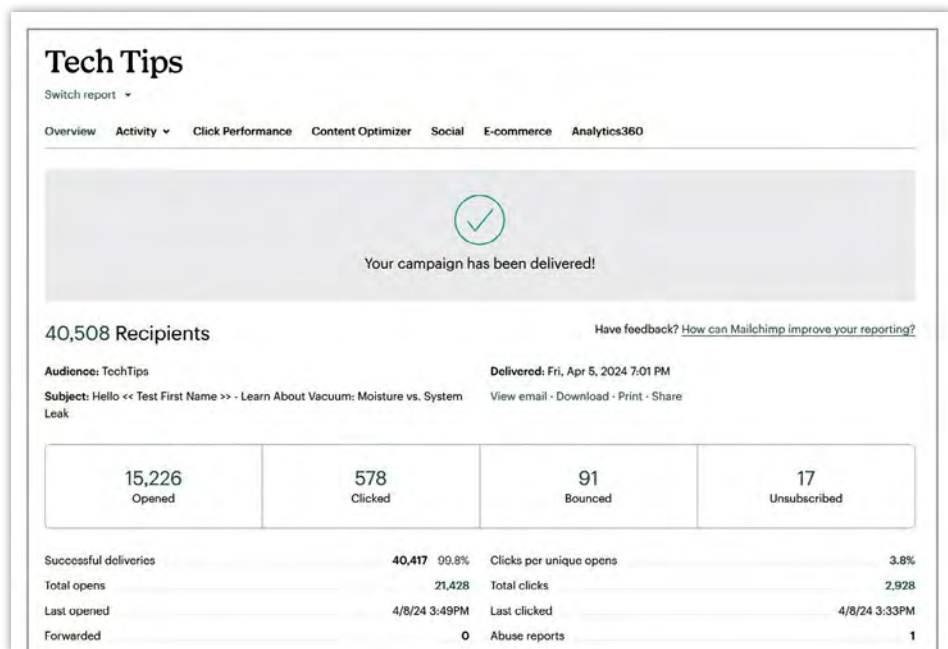 Tech Tips
Switch report
Overview Activity Click Performance Content Optimizer Social E-commerce Analytics360
Your campaign has been delivered!
40,508 Recipients
Have feedback? How can Mailchimp improve your reporting?
Audience: TechTips
Delivered: Fri, Apr 5, 2024 7:01 PM
Subject: Hello << Test First Name >> - Learn About Vacuum: Moisture vs. System
Leak
View email · Download · Print · Share
15,226 578 91 17
Opened Clicked Bounced Unsubscribed
Successful deliveries 40,417 99.8% Clicks per unique opens 3.8%
Total opens 21,428 Total clicks 2,928
Last opened 4/8/24 3:49PM Last clicked 4/8/24 3:33PM
Forwarded 0 Abuse reports 1